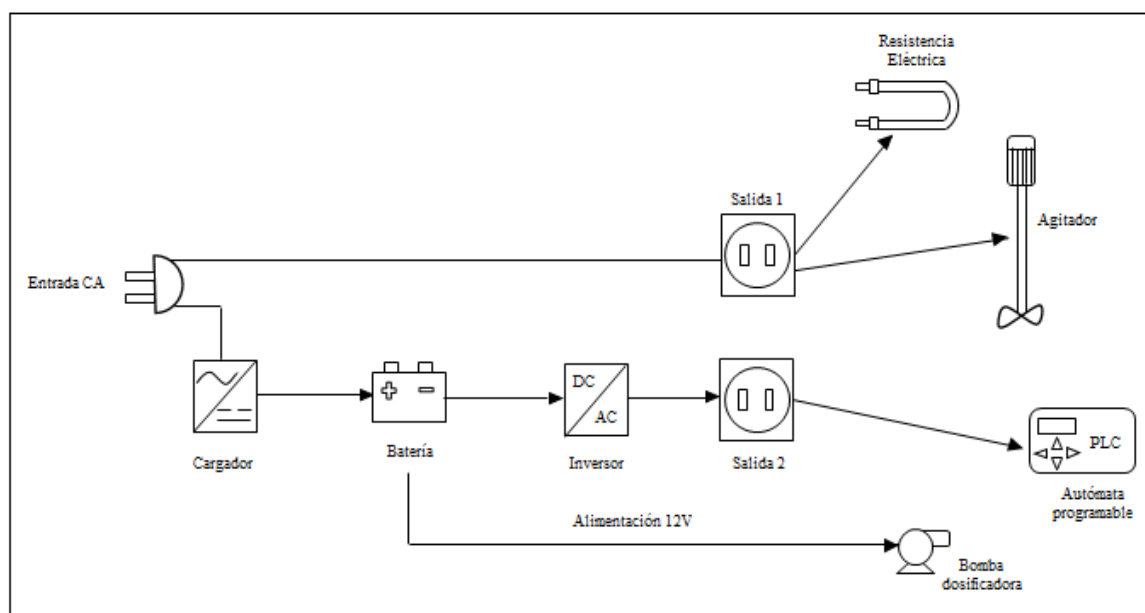 Resistencia
Eléctrica
Salida 1
Agitador
Entrada CA
DC
AC
PLC
Cargador
Batería
Inversor
Salida 2
Autómata
programable
Alimentación 12V
Bomba
dosificadora